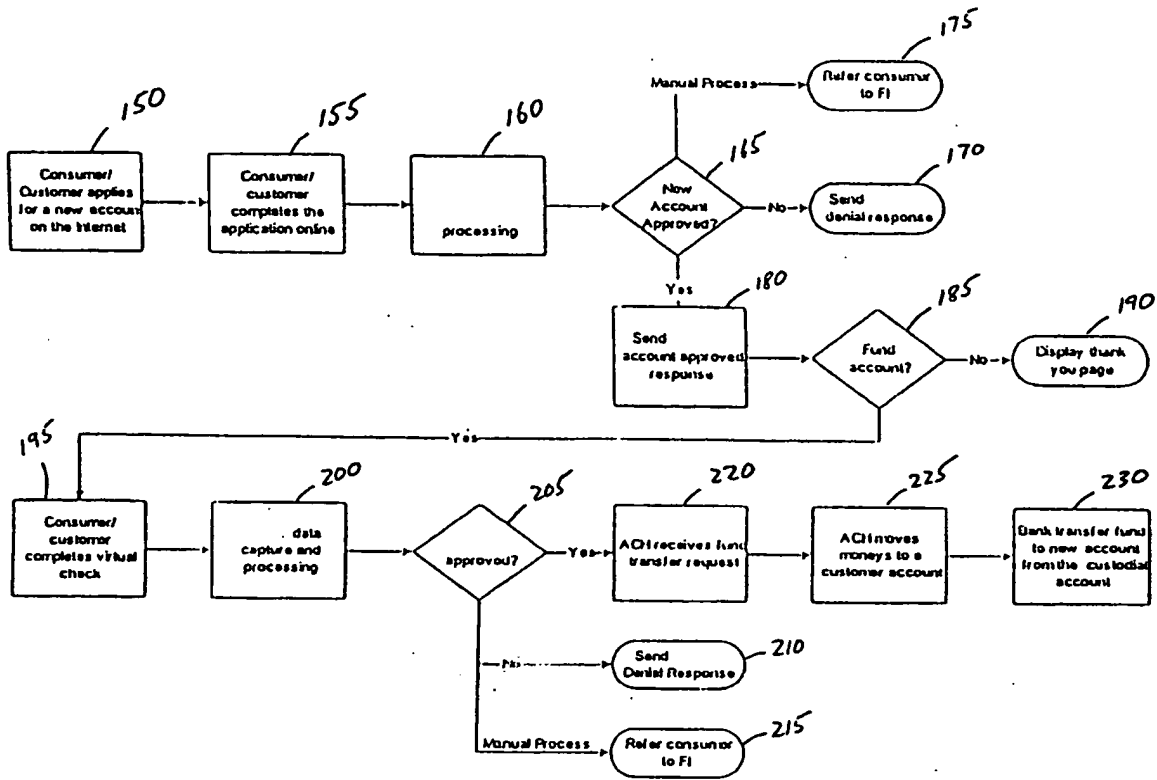 175
Manual Process
Refer consumer
to FI
150
155
160
165
170
Consumer/
Customer applies
for a new account
on the Internet
Consumer/
customer
completes the
application online
processing
New
Account
Approved?
No
Send
denial response
Yes
180
185
190
Send
account approved
response
Fund
account?
No
Display thank
you page
Yes
195
200
205
220
225
230
Consumer/
customer
completes virtual
check
data
capture and
processing
approved?
Yes
ACH receives fund
transfer request
ACH moves
moneys to a
customer account
Bank transfer fund
to new account
from the custodial
account
No
Send
Denial Response
210
Manual Process
Refer consumer
to FI
215